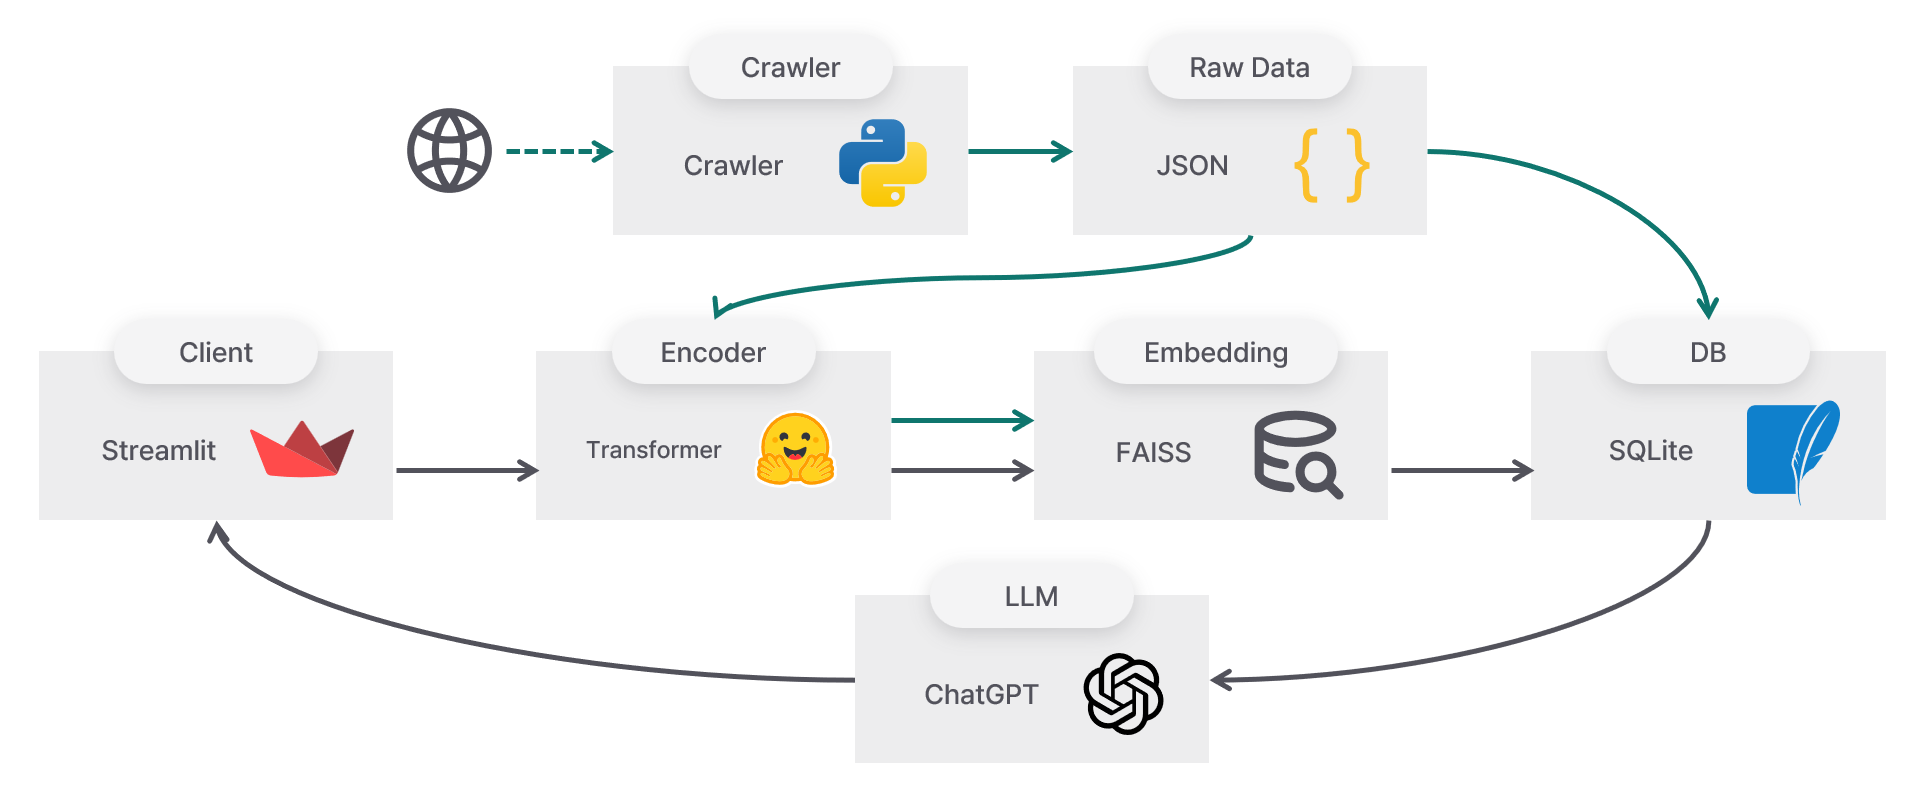 Crawler
Crawler
Raw Data
JSON
{ }
Client
Streamlit
Encoder
Transformer
Embedding
FAISS
DB
SQLite
LLM
ChatGPT